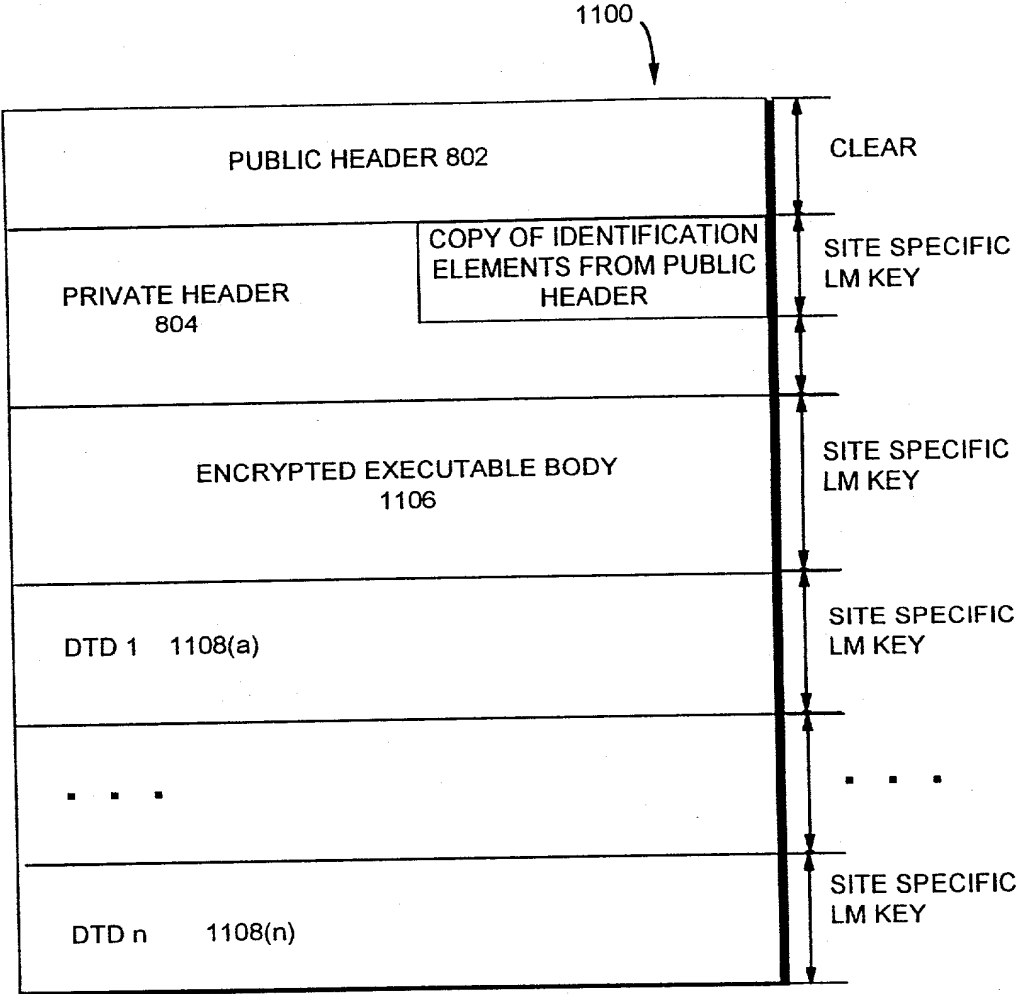 1100
PUBLIC HEADER 802
CLEAR
COPY OF IDENTIFICATION
ELEMENTS FROM PUBLIC
HEADER
SITE SPECIFIC
LM KEY
PRIVATE HEADER
804
ENCRYPTED EXECUTABLE BODY
1106
SITE SPECIFIC
LM KEY
DTD 1 1108(a)
SITE SPECIFIC
LM KEY
. . .
. . .
DTD n 1108(n)
SITE SPECIFIC
LM KEY